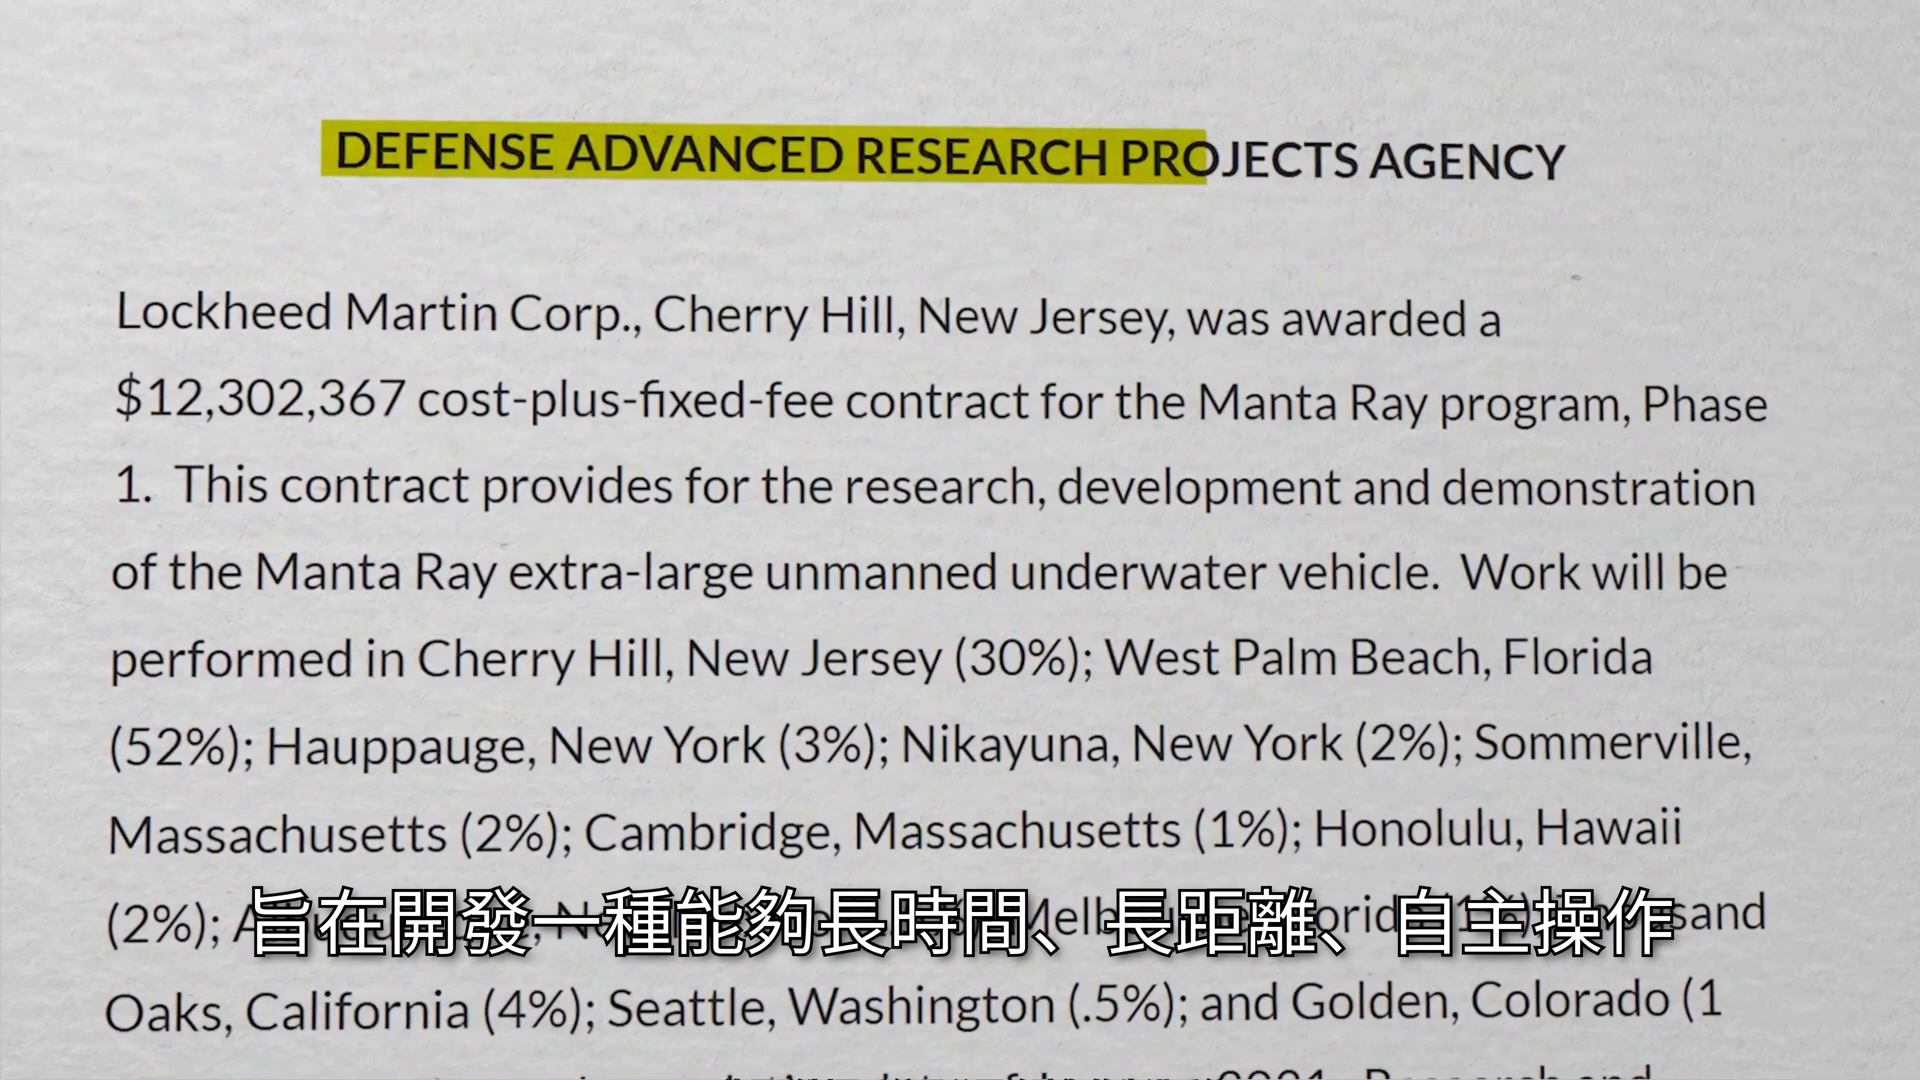 DEFENSE ADVANCED RESEARCH PROJECTS AGENCY
Lockheed Martin Corp., Cherry Hill, New Jersey, was awarded a
$12,302,367 cost-plus-fixed-fee contract for the Manta Ray program, Phase
1. This contract provides for the research, development and demonstration
of the Manta Ray extra-large unmanned underwater vehicle. Work will be
performed in Cherry Hill, New Jersey (30%); West Palm Beach, Florida
(52%); Hauppauge, New York (3%); Nikayuna, New York (2%); Sommerville,
Massachusetts (2%); Cambridge, Massachusetts (1%); Honolulu, Hawaii
(2%);
旨在開發一種能夠長時間、長距離、自主操作
Oaks, California (4%); Seattle, Washington (.5%); and Golden, Colorado (1